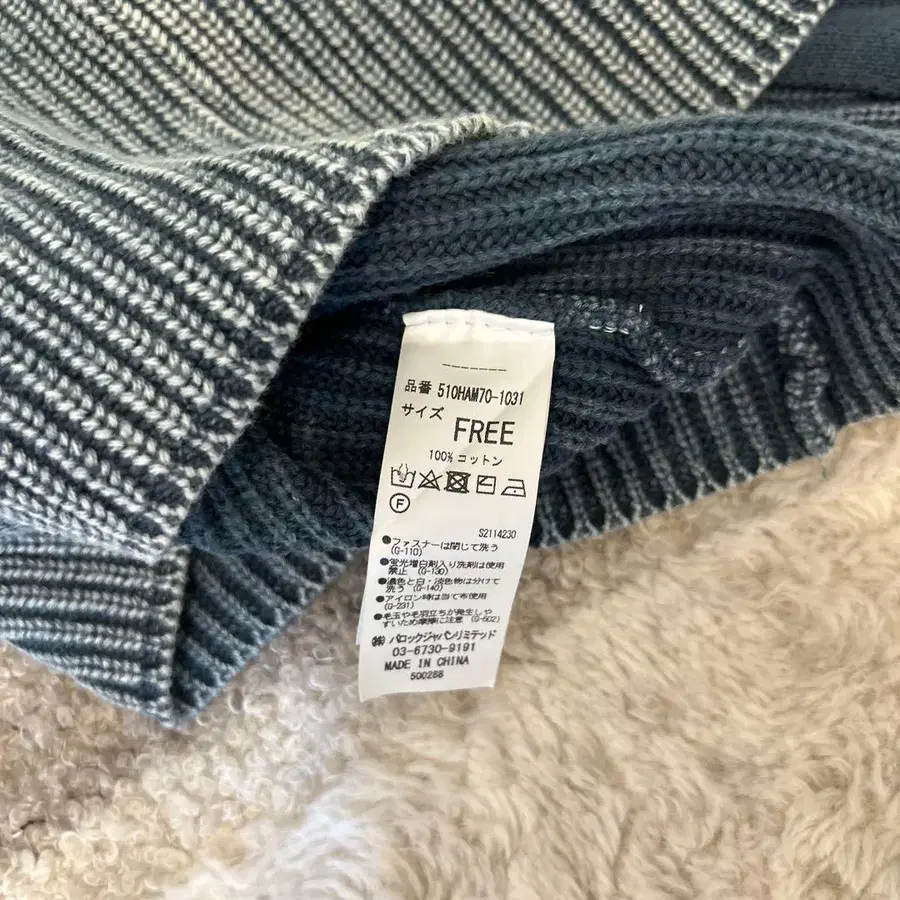 品番 510HAM70-1031
サイズ
FREE
100% コットン
F
S2114230
●ファスナーは閉じて洗う
(G-110)
●蛍光増白剤入り洗剤は使用
禁止 (G-130)
●濃色と白・淡色物は分けて
洗う (G-140)
●アイロン時は当て布使用
(G-231)
●毛玉や毛羽立ちが発生しや
すいため摩擦に注意 (G-502)
㈱ バロックジャパンリミテッド
03-6730-9191
MADE IN CHINA
500288